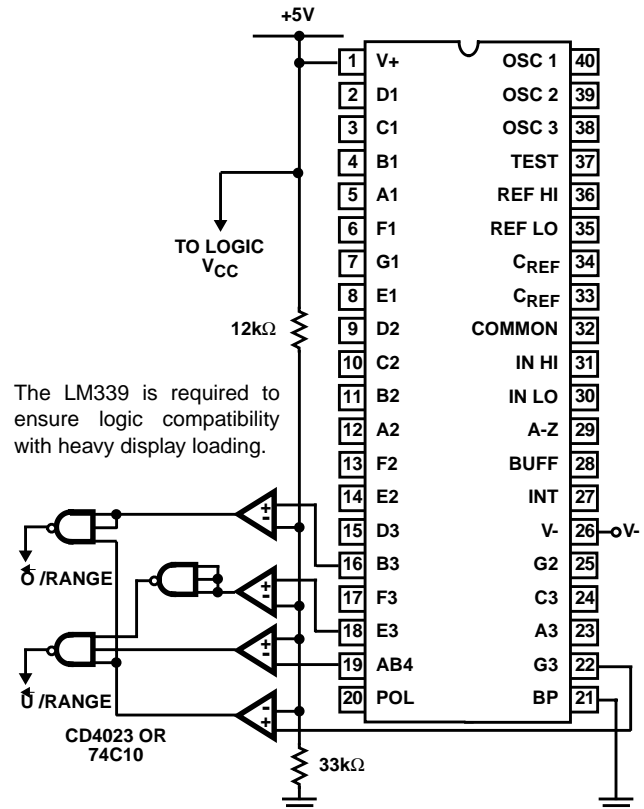 +5V
1 V+ OSC 1 40
2 D1 OSC 2 39
3 C1 OSC 3 38
4 B1 TEST 37
5 A1 REF HI 36
6 F1 REF LO 35
7 G1 CREF 34
8 E1 CREF 33
9 D2 COMMON 32
10 C2 IN HI 31
11 B2 IN LO 30
12 A2 A-Z 29
13 F2 BUFF 28
14 E2 INT 27
15 D3 V- 26 V-
16 B3 G2 25
17 F3 C3 24
18 E3 A3 23
19 AB4 G3 22
20 POL BP 21
TO LOGIC
VCC
12kΩ
The LM339 is required to
ensure logic compatibility
with heavy display loading.
+
-
+
-
+
-
-
+
O /RANGE
U /RANGE
CD4023 OR
74C10
33kΩ